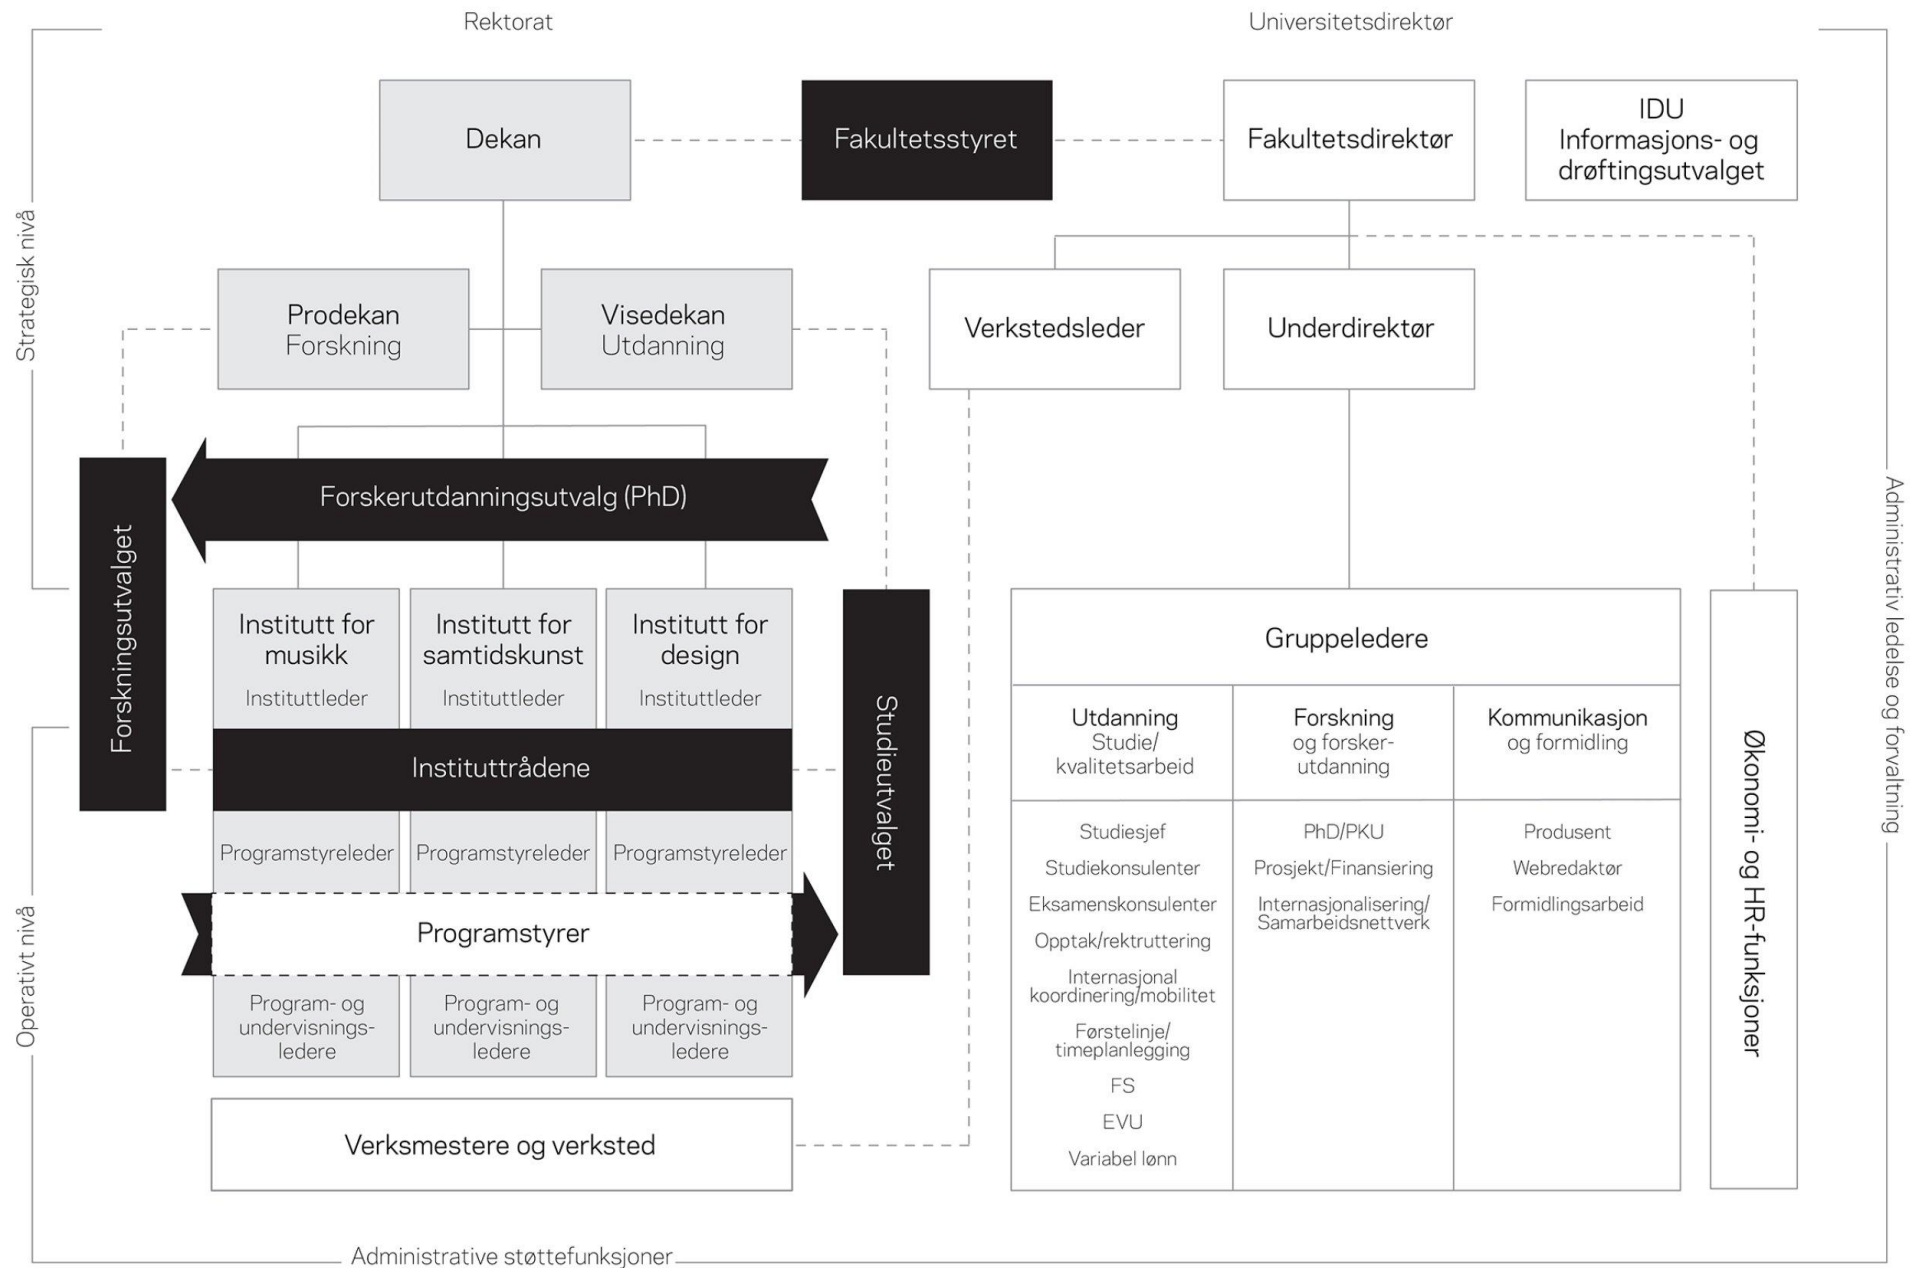 Rektorat
Universitetsdirektør
Strategisk nivå
Operativt nivå
Administrativ ledelse og forvaltning
Administrative støttefunksjoner
Dekan
Fakultetsstyret
Fakultetsdirektør
IDU
Informasjons- og
drøftingsutvalget
Prodekan
Forskning
Visedekan
Utdanning
Verkstedsleder
Underdirektør
Forskerutdanningsutvalg (PhD)
Forskningsutvalget
Institutt for
musikk
Instituttleder
Institutt for
samtidskunst
Instituttleder
Institutt for
design
Instituttleder
Instituttrådene
Programstyreleder
Programstyreleder
Programstyreleder
Programstyrer
Program- og
undervisnings-
ledere
Program- og
undervisnings-
ledere
Program- og
undervisnings-
ledere
Studieutvalget
Verksmestere og verksted
Gruppeledere
Utdanning
Studie/
kvalitetsarbeid
Studiesjef
Studiekonsulenter
Eksamenskonsulenter
Opptak/rektruttering
Internasjonal
koordinering/mobilitet
Førstelinje/
timeplanlegging
FS
EVU
Variabel lønn
Forskning
og forsker-
utdanning
PhD/PKU
Prosjekt/Finansiering
Internasjonalisering/
Samarbeidsnettverk
Kommunikasjon
og formidling
Produsent
Webredaktør
Formidlingsarbeid
Økonomi- og HR-funksjoner